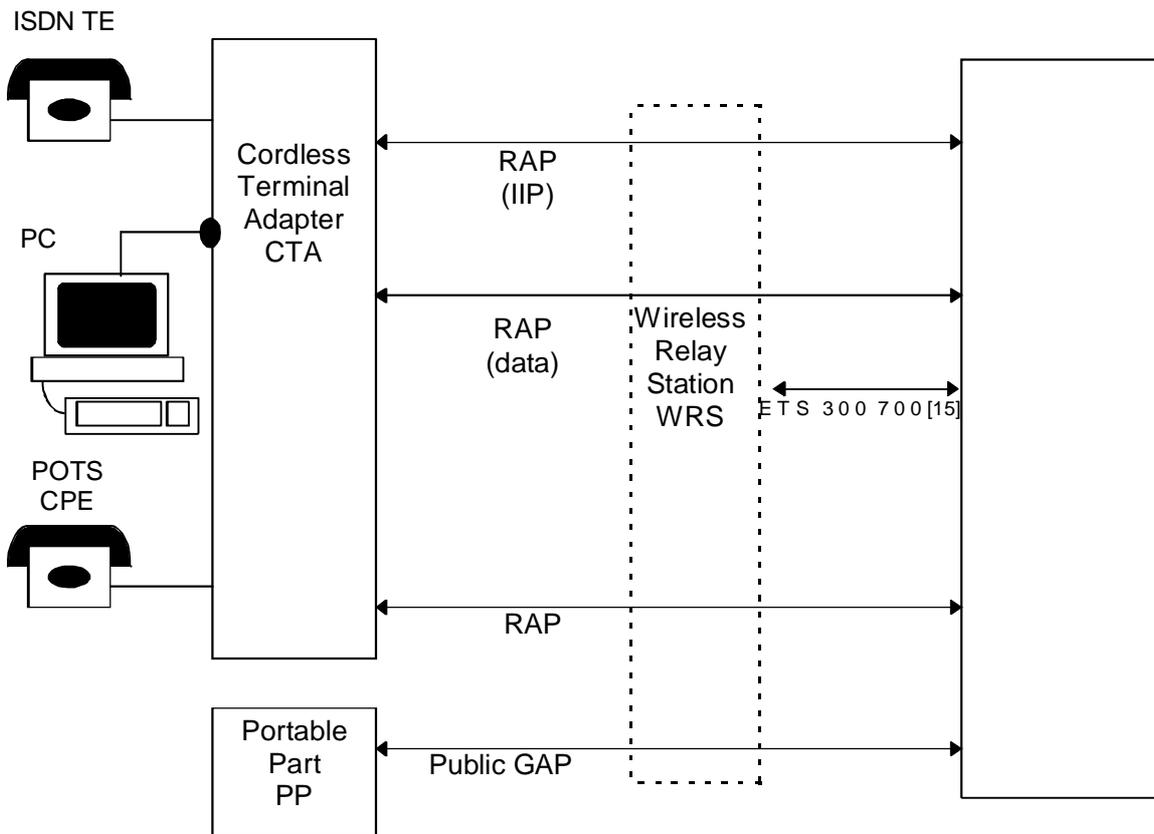 ISDN TE
Cordless
Terminal
Adapter
CTA
RAP
(IIP)
PC
RAP
(data)
Wireless
Relay
Station
WRS
ETS 300 700 [15]
POTS
CPE
RAP
Portable
Part
PP
Public GAP